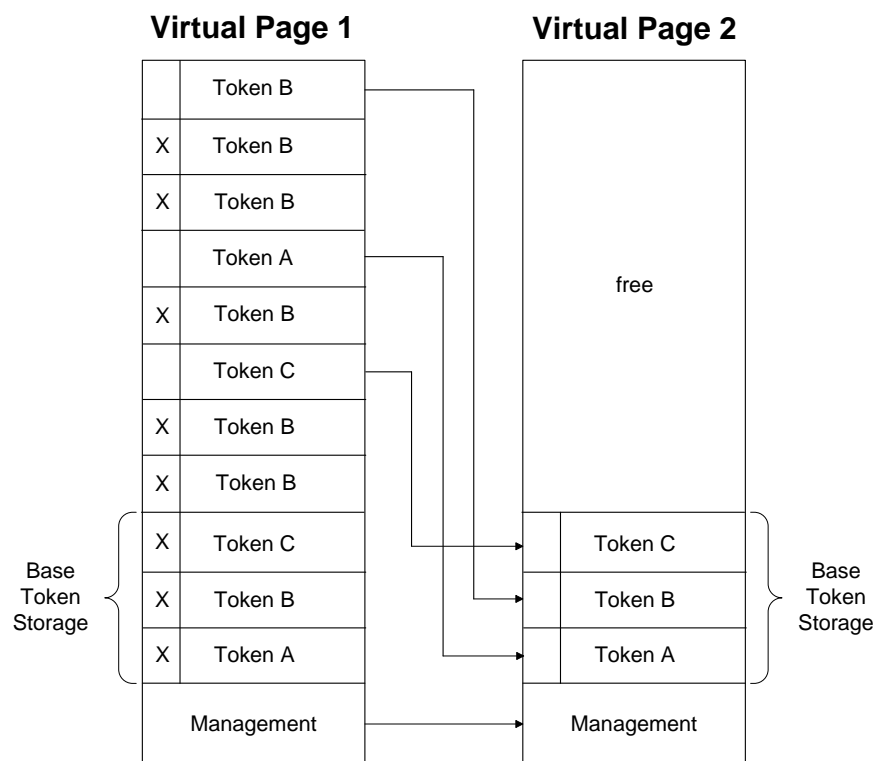 Virtual Page 1
Virtual Page 2
Token B
X Token B
X Token B
Token A
X Token B
Token C
X Token B
X Token B
X Token C
X Token B
X Token A
Management
Base
Token
Storage
free
Token C
Token B
Token A
Management
Base
Token
Storage